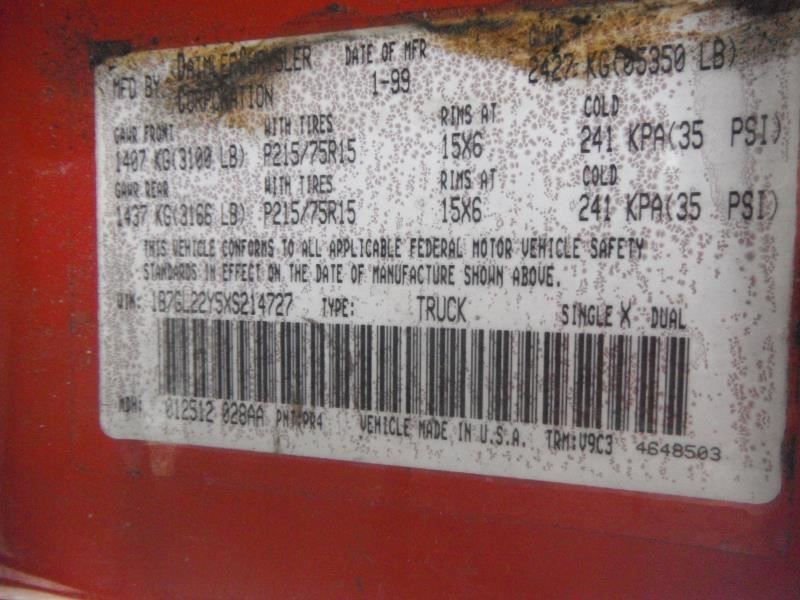 MFD BY DAIMLERCHRYSLER CORPORATION DATE OF MFR 1-99 GVWR 2427 KG(05350 LB)
GAWR FRONT WITH TIRES RIMS AT COLD
1407 KG(3100 LB) P215/75R15 15X6 241 KPA(35 PSI)
GAWR REAR WITH TIRES RIMS AT COLD
1437 KG(3166 LB) P215/75R15 15X6 241 KPA(35 PSI)
THIS VEHICLE CONFORMS TO ALL APPLICABLE FEDERAL MOTOR VEHICLE SAFETY
STANDARDS IN EFFECT ON THE DATE OF MANUFACTURE SHOWN ABOVE.
VIN: 1B7GL22Y5XS214727 TYPE: TRUCK SINGLE X DUAL
MDH: 012512 028AA PNT:PR4 VEHICLE MADE IN U.S.A. TRM:V9C3 4648503